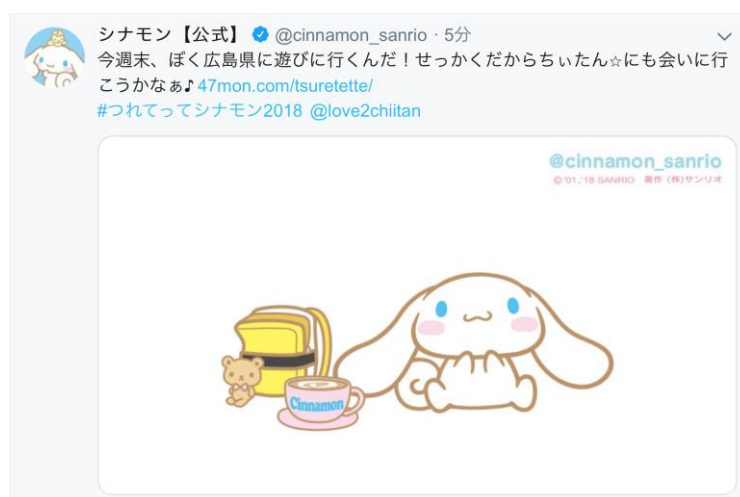 シナモン【公式】 @cinnamon_sanrio · 5分
今週末、ぼく広島県に遊びに行くんだ！せっかくだからちぃたん☆にも会いに行
こうかなぁ♪ 47mon.com/tsuretette/
#つれてってシナモン2018 @love2chiitan
@cinnamon_sanrio
©'01,'18 SANRIO 著作 (株)サンリオ
Cinnamon